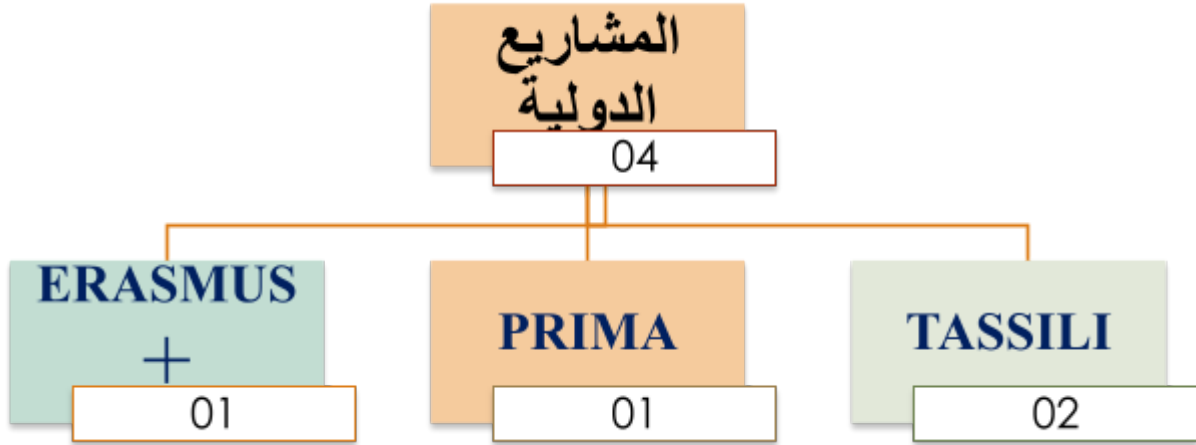 المشاريع
الدولية
04
ERASMUS
+
01
PRIMA
01
TASSILI
02